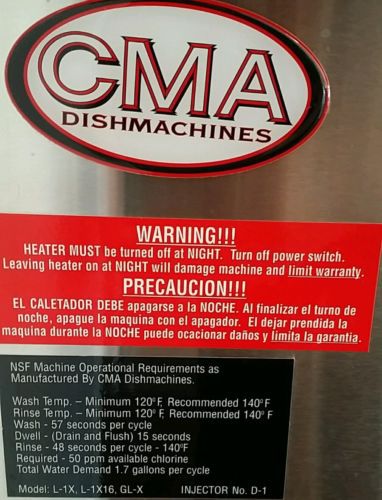 CMA
DISHMACHINES
WARNING!!!
HEATER MUST be turned off at NIGHT. Turn off power switch.
Leaving heater on at NIGHT will damage machine and limit warranty.
PRECAUCION!!!
EL CALETADOR DEBE apagarse a la NOCHE. Al finalizar el turno de
noche, apague la maquina con el apagador. El dejar prendida la
maquina durante la NOCHE puede ocacionar daños y limita la garantia.
NSF Machine Operational Requirements as
Manufactured By CMA Dishmachines.
Wash Temp. – Minimum 120º F, Recommended 140º F
Rinse Temp. – Minimum 120º F, Recommended 140º F
Wash - 57 seconds per cycle
Dwell - (Drain and Flush) 15 seconds
Rinse - 48 seconds per cycle - 140ºF
Required - 50 ppm available chlorine
Total Water Demand 1.7 gallons per cycle
Model: L-1X, L-1X16, GL-X INJECTOR No. D-1